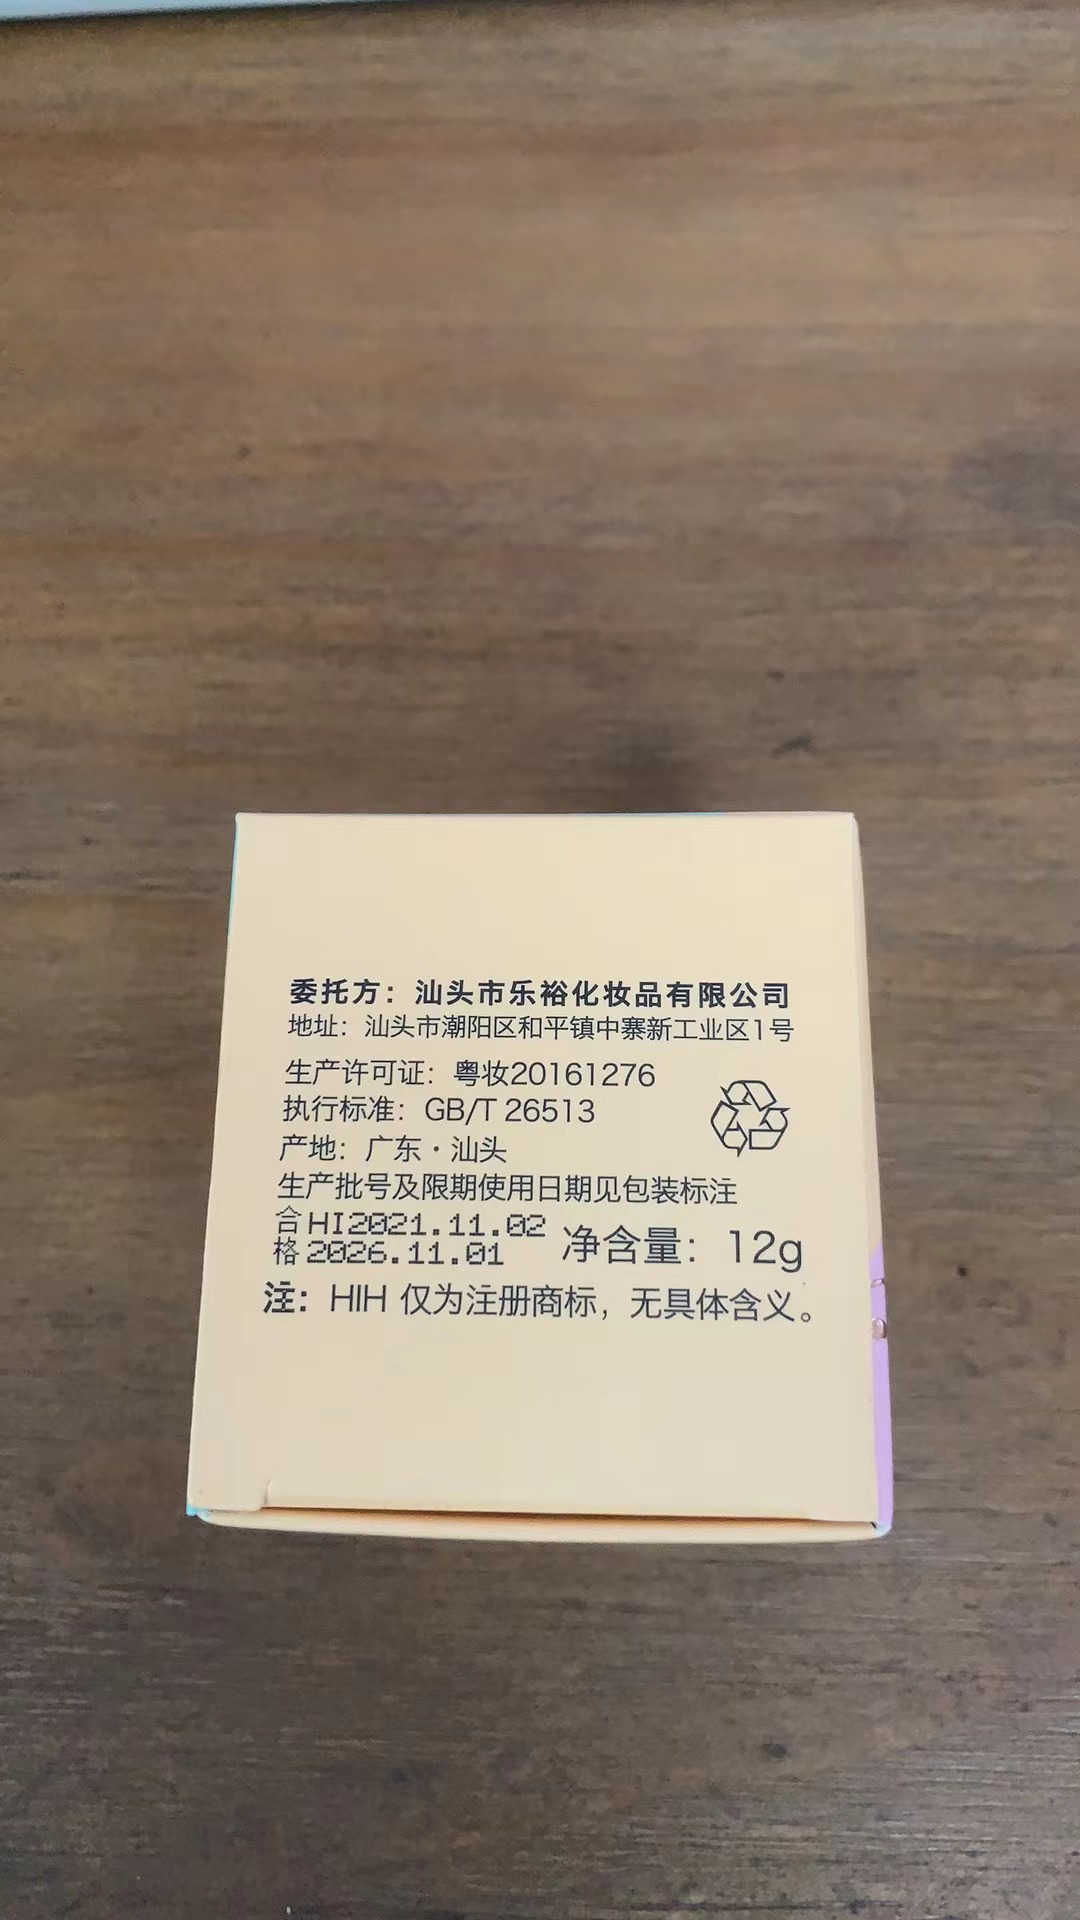 委托方：汕头市乐裕化妆品有限公司
地址：汕头市潮阳区和平镇中寨新工业区1号
生产许可证：粤妆20161276
执行标准：GB/T 26513
产地：广东·汕头
生产批号及限期使用日期见包装标注
合格
HI2021.11.02
2026.11.01
净含量：12g
注：HIH 仅为注册商标，无具体含义。